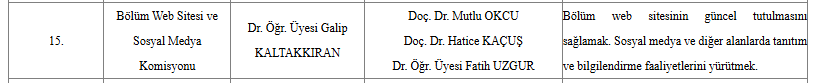 15.
Bölüm Web Sitesi ve
Sosyal Medya
Komisyonu
Dr. Öğr. Üyesi Galip
KALTAKKIRAN
Doç. Dr. Mutlu OKCU
Doç. Dr. Hatice KAÇUŞ
Dr. Öğr. Üyesi Fatih UZGUR
Bölüm web sitesinin güncel tutulmasını
sağlamak. Sosyal medya ve diğer alanlarda tanıtım
ve bilgilendirme faaliyetlerini yürütmek.